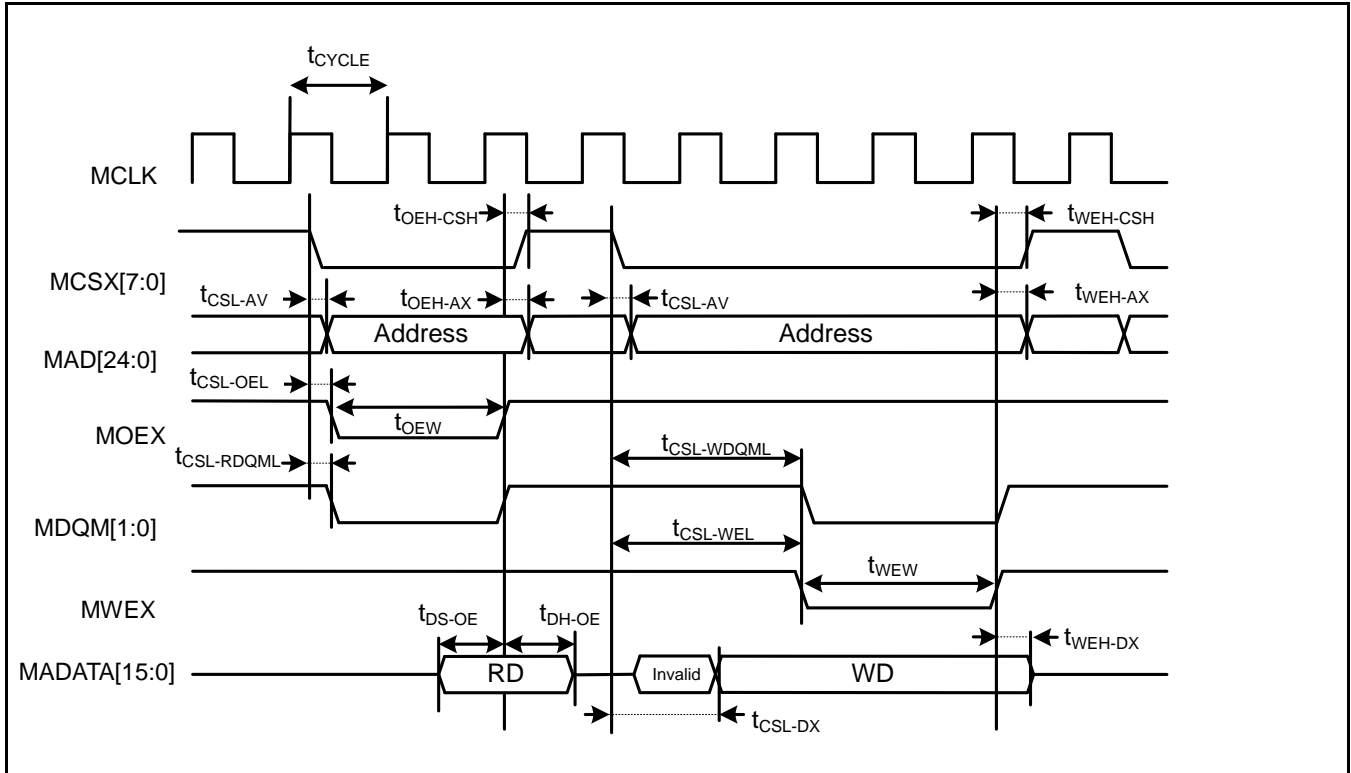 tCYCLE
MCLK
tOEH-CSH
tWEH-CSH
MCSX[7:0]
tCSL-AV
tOEH-AX
tCSL-AV
tWEH-AX
Address
Address
MAD[24:0]
tCSL-OEL
tOEW
MOEX
tCSL-WDQML
tCSL-RDQML
MDQM[1:0]
tCSL-WEL
tWEW
MWEX
tDS-OE
tDH-OE
tWEH-DX
MADATA[15:0]
RD
Invalid
WD
tCSL-DX